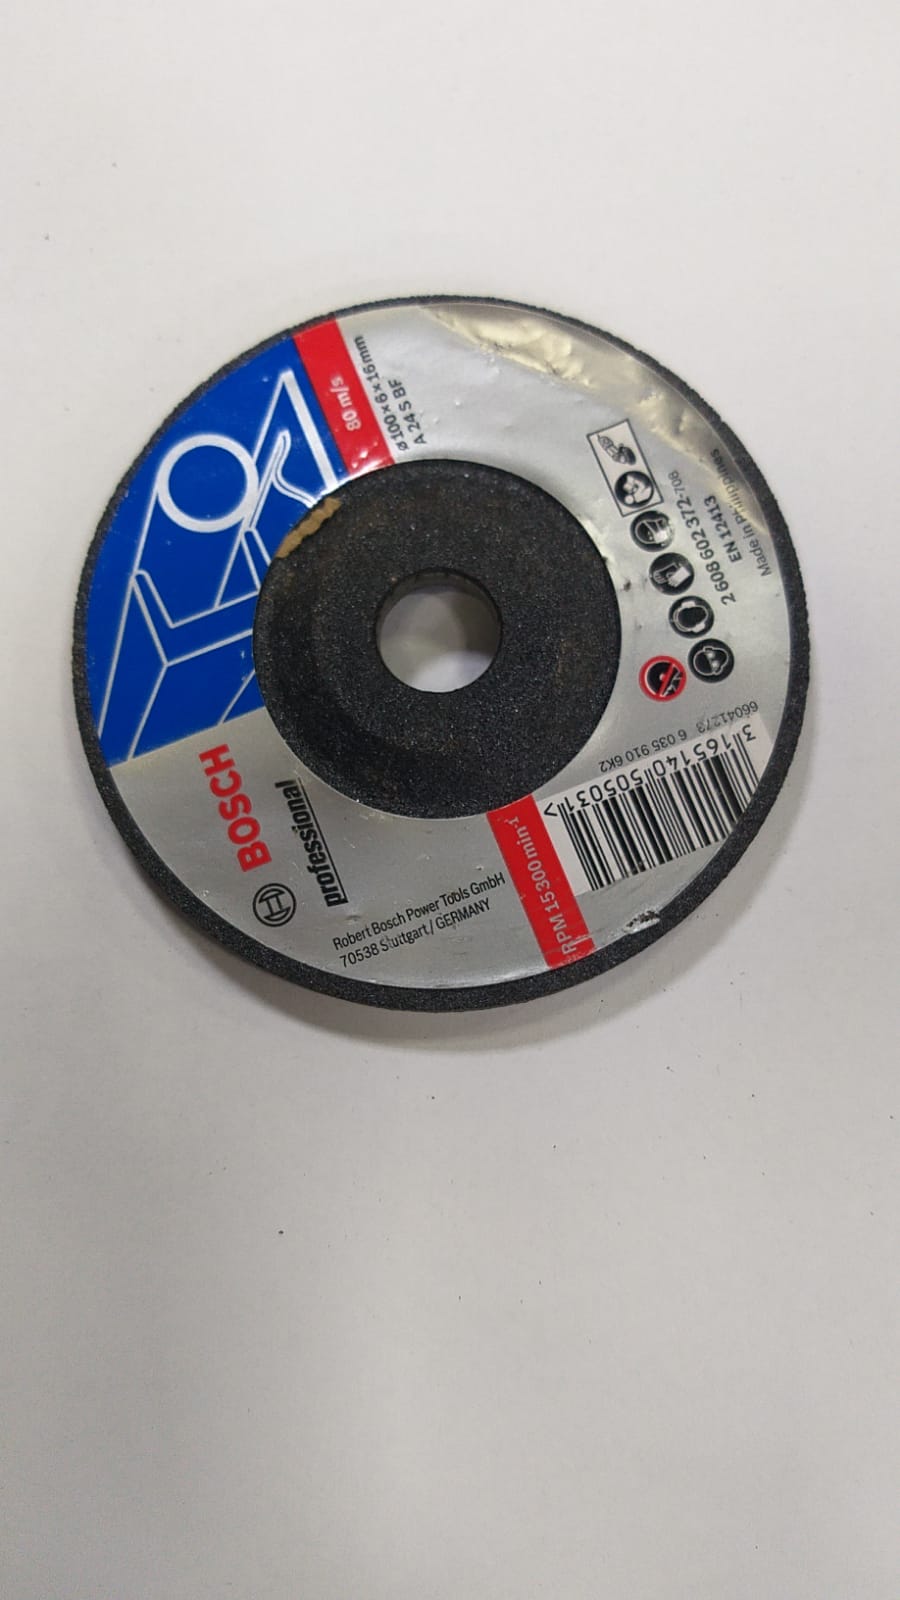 80 m/s
Ø100×6×16mm
A 24 S BF
2 608 602 372-708
EN 12413
Made in Philippines
66041273 6 035 910 6K2
3 165140 505031 >
RPM 15300 min-¹
BOSCH
professional
Robert Bosch Power Tools GmbH
70538 Stuttgart / GERMANY